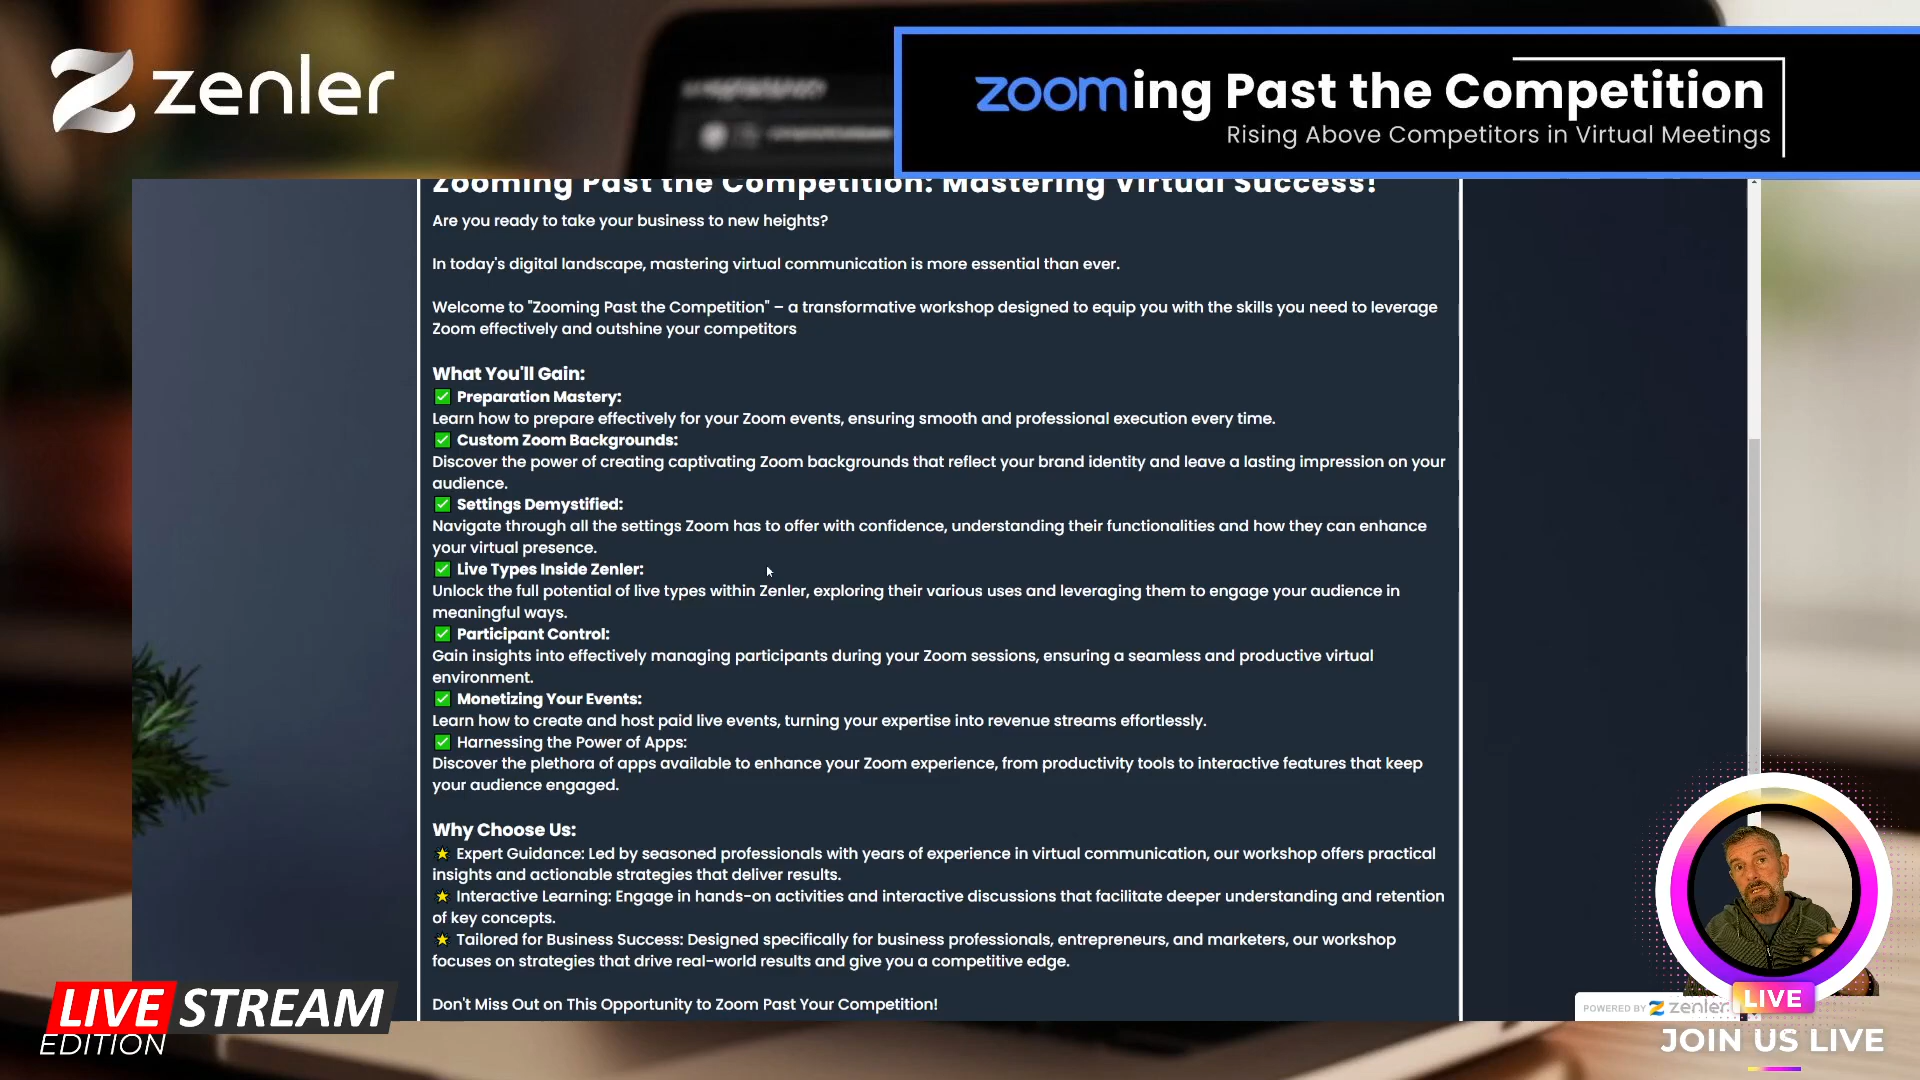 zenler
zooming Past the Competition
Rising Above Competitors in Virtual Meetings
Zooming Past the Competition: Mastering Virtual Success!
Are you ready to take your business to new heights?
In today's digital landscape, mastering virtual communication is more essential than ever.
Welcome to "Zooming Past the Competition" – a transformative workshop designed to equip you with the skills you need to leverage
Zoom effectively and outshine your competitors
What You'll Gain:
✅ Preparation Mastery:
Learn how to prepare effectively for your Zoom events, ensuring smooth and professional execution every time.
✅ Custom Zoom Backgrounds:
Discover the power of creating captivating Zoom backgrounds that reflect your brand identity and leave a lasting impression on your
audience.
✅ Settings Demystified:
Navigate through all the settings Zoom has to offer with confidence, understanding their functionalities and how they can enhance
your virtual presence.
✅ Live Types Inside Zenler:
Unlock the full potential of live types within Zenler, exploring their various uses and leveraging them to engage your audience in
meaningful ways.
✅ Participant Control:
Gain insights into effectively managing participants during your Zoom sessions, ensuring a seamless and productive virtual
environment.
✅ Monetizing Your Events:
Learn how to create and host paid live events, turning your expertise into revenue streams effortlessly.
✅ Harnessing the Power of Apps:
Discover the plethora of apps available to enhance your Zoom experience, from productivity tools to interactive features that keep
your audience engaged.
Why Choose Us:
⭐ Expert Guidance: Led by seasoned professionals with years of experience in virtual communication, our workshop offers practical
insights and actionable strategies that deliver results.
⭐ Interactive Learning: Engage in hands-on activities and interactive discussions that facilitate deeper understanding and retention
of key concepts.
⭐ Tailored for Business Success: Designed specifically for business professionals, entrepreneurs, and marketers, our workshop
focuses on strategies that drive real-world results and give you a competitive edge.
Don't Miss Out on This Opportunity to Zoom Past Your Competition!
LIVE STREAM
EDITION
POWERED BY zenler
LIVE
JOIN US LIVE